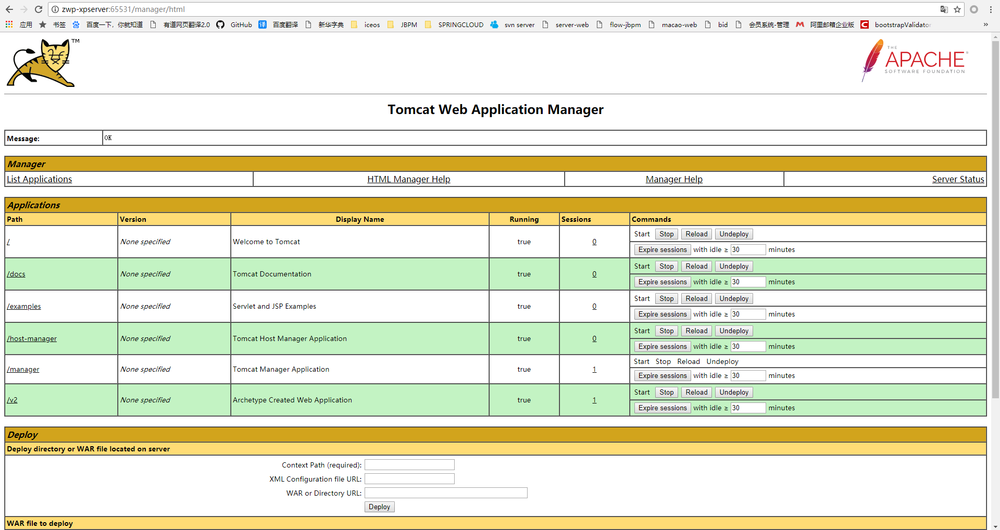 zwp-xpserver:65531/manager/html
应用 书签 百度一下，你就知道 有道网页翻译2.0 GitHub 译 百度翻译 新华字典 iceos JBPM SPRINGCLOUD svn server server-web flow-jbpm macao-web bid 会员系统-管理 阿里邮箱企业版 bootstrapValidator »
TM
THE
APACHE®
SOFTWARE FOUNDATION
Tomcat Web Application Manager
Message: OK
Manager
List Applications HTML Manager Help Manager Help Server Status
Applications
Path Version Display Name Running Sessions Commands
/ None specified Welcome to Tomcat true 0 Start Stop Reload Undeploy
Expire sessions with idle ≥ 30 minutes
/docs None specified Tomcat Documentation true 0 Start Stop Reload Undeploy
Expire sessions with idle ≥ 30 minutes
/examples None specified Servlet and JSP Examples true 0 Start Stop Reload Undeploy
Expire sessions with idle ≥ 30 minutes
/host-manager None specified Tomcat Host Manager Application true 0 Start Stop Reload Undeploy
Expire sessions with idle ≥ 30 minutes
/manager None specified Tomcat Manager Application true 1 Start Stop Reload Undeploy
Expire sessions with idle ≥ 30 minutes
/v2 None specified Archetype Created Web Application true 1 Start Stop Reload Undeploy
Expire sessions with idle ≥ 30 minutes
Deploy
Deploy directory or WAR file located on server
Context Path (required):
XML Configuration file URL:
WAR or Directory URL:
Deploy
WAR file to deploy